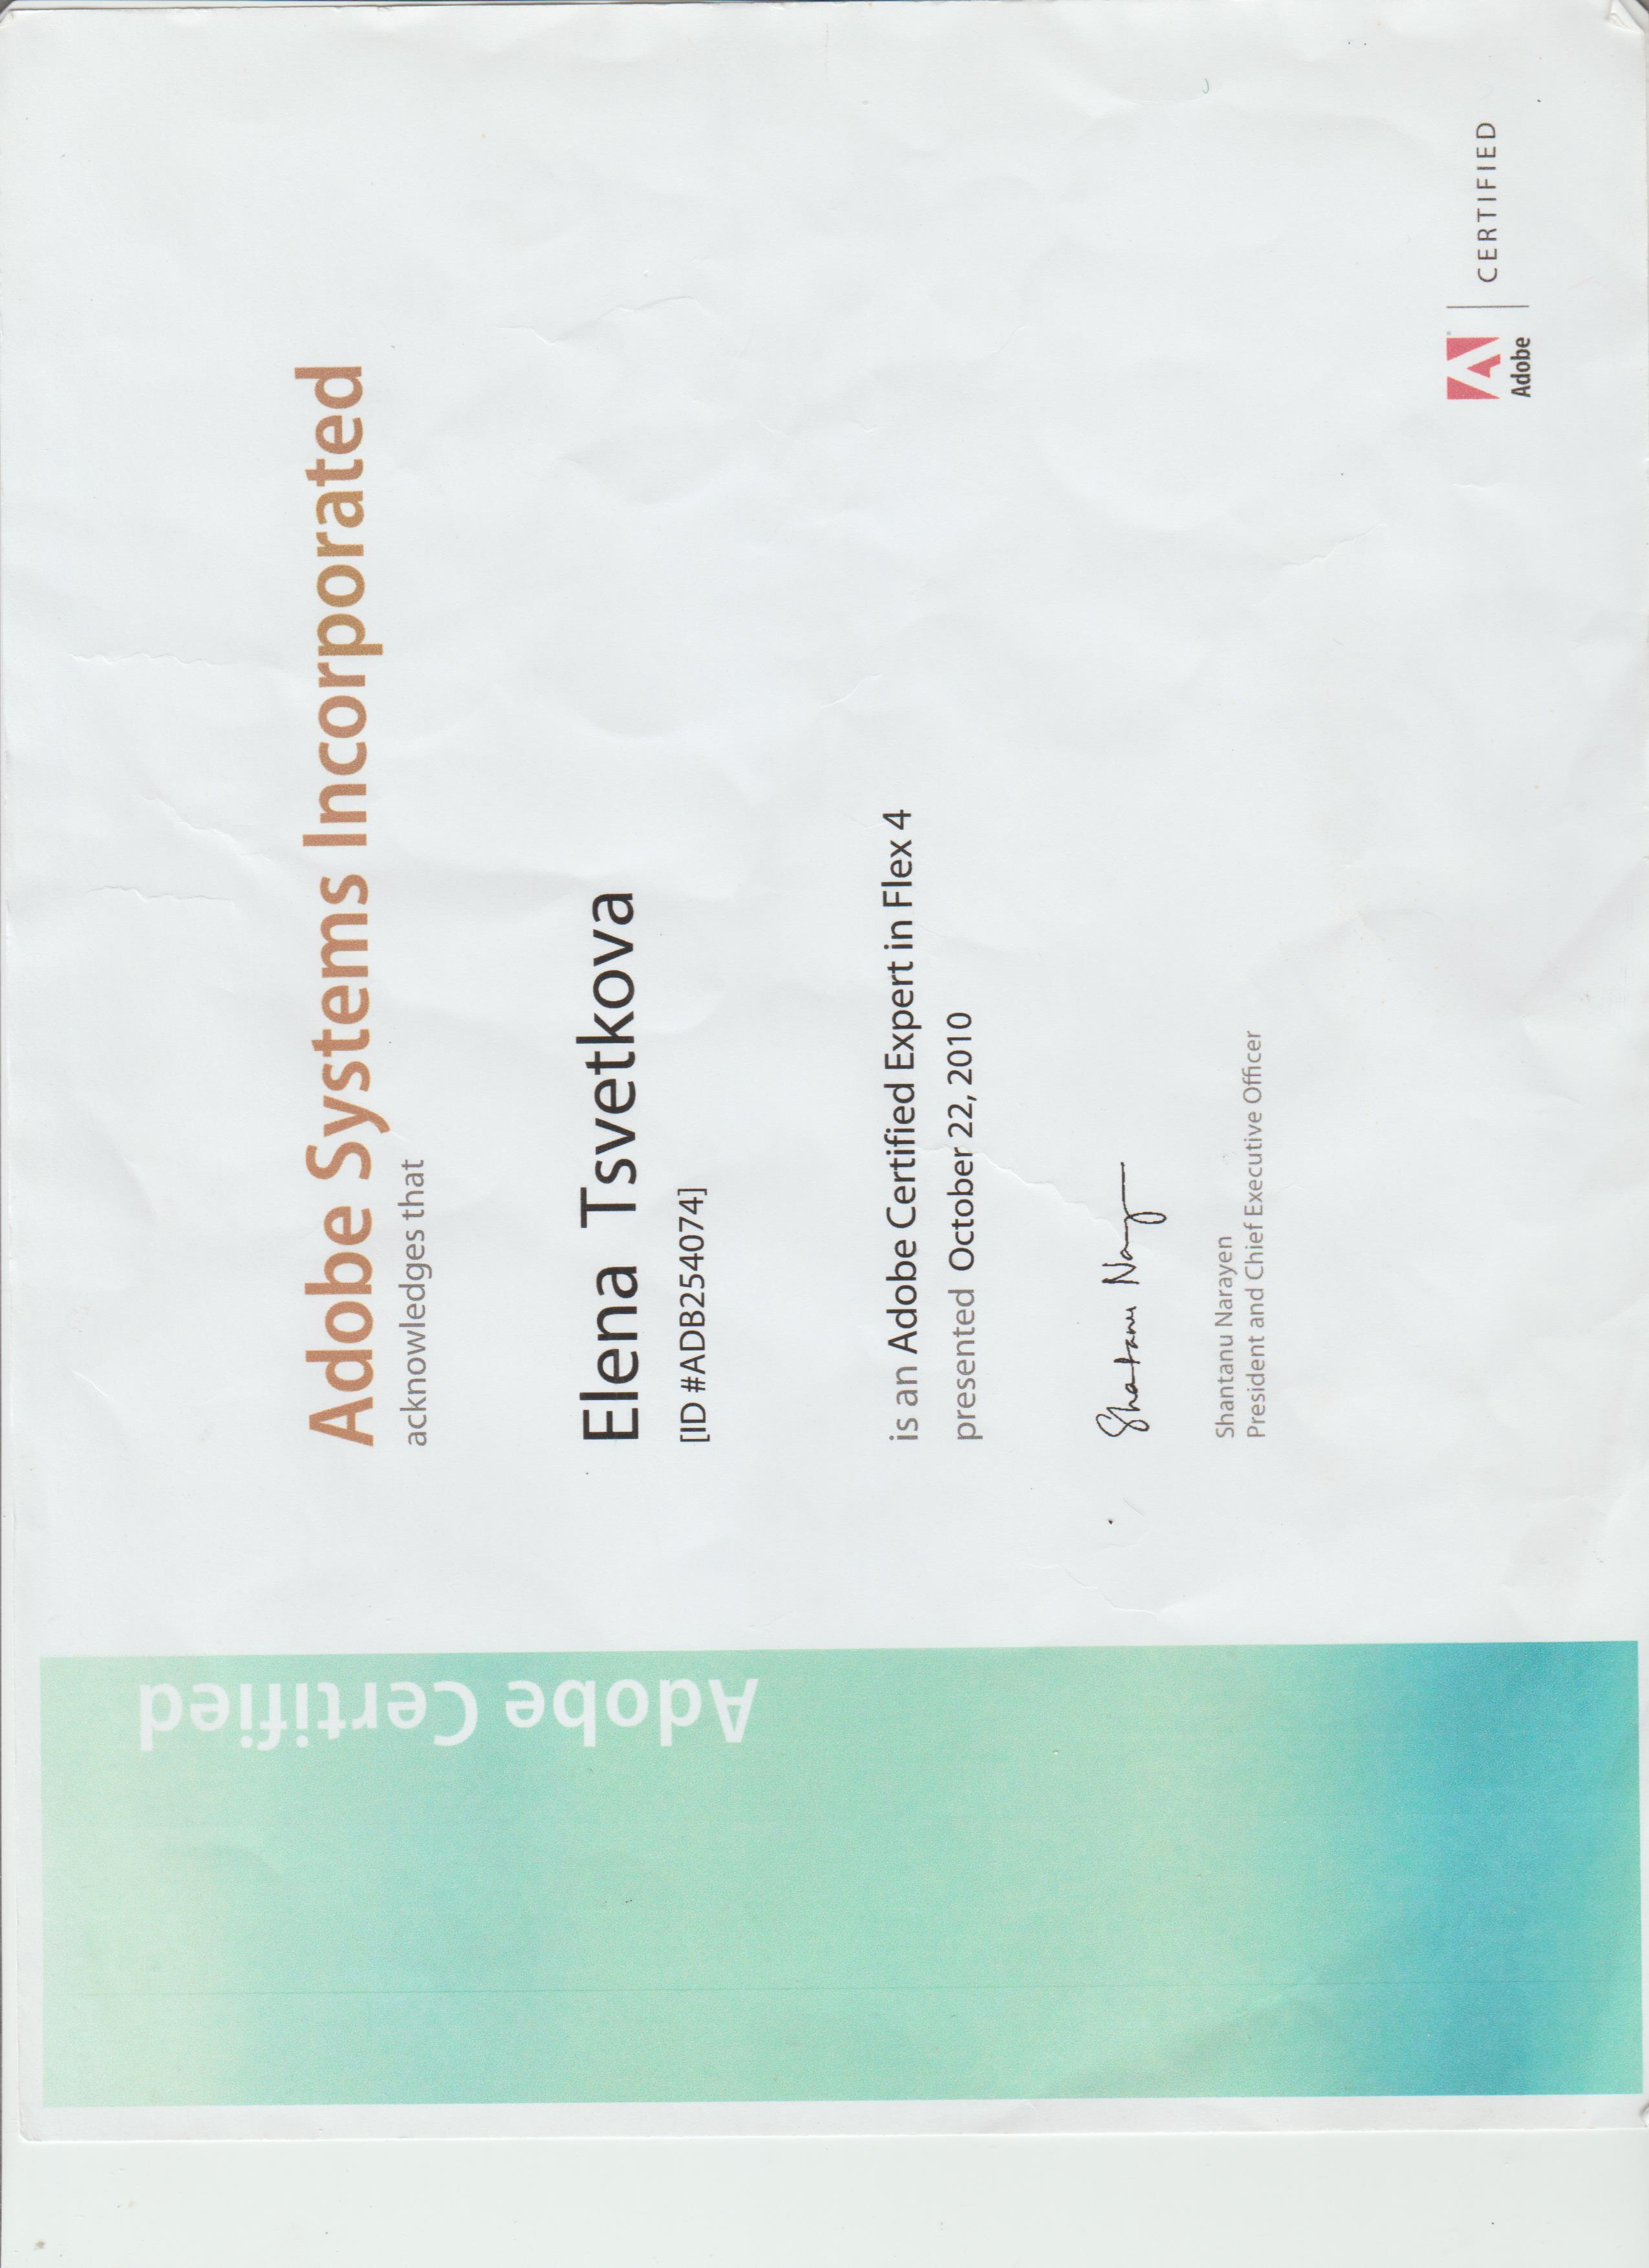 Adobe Certified
Adobe Systems Incorporated
acknowledges that
Elena Tsvetkova
[ID #ADB254074]
is an Adobe Certified Expert in Flex 4
presented October 22, 2010
Shantanu Nay
Shantanu Narayen
President and Chief Executive Officer
Adobe
CERTIFIED